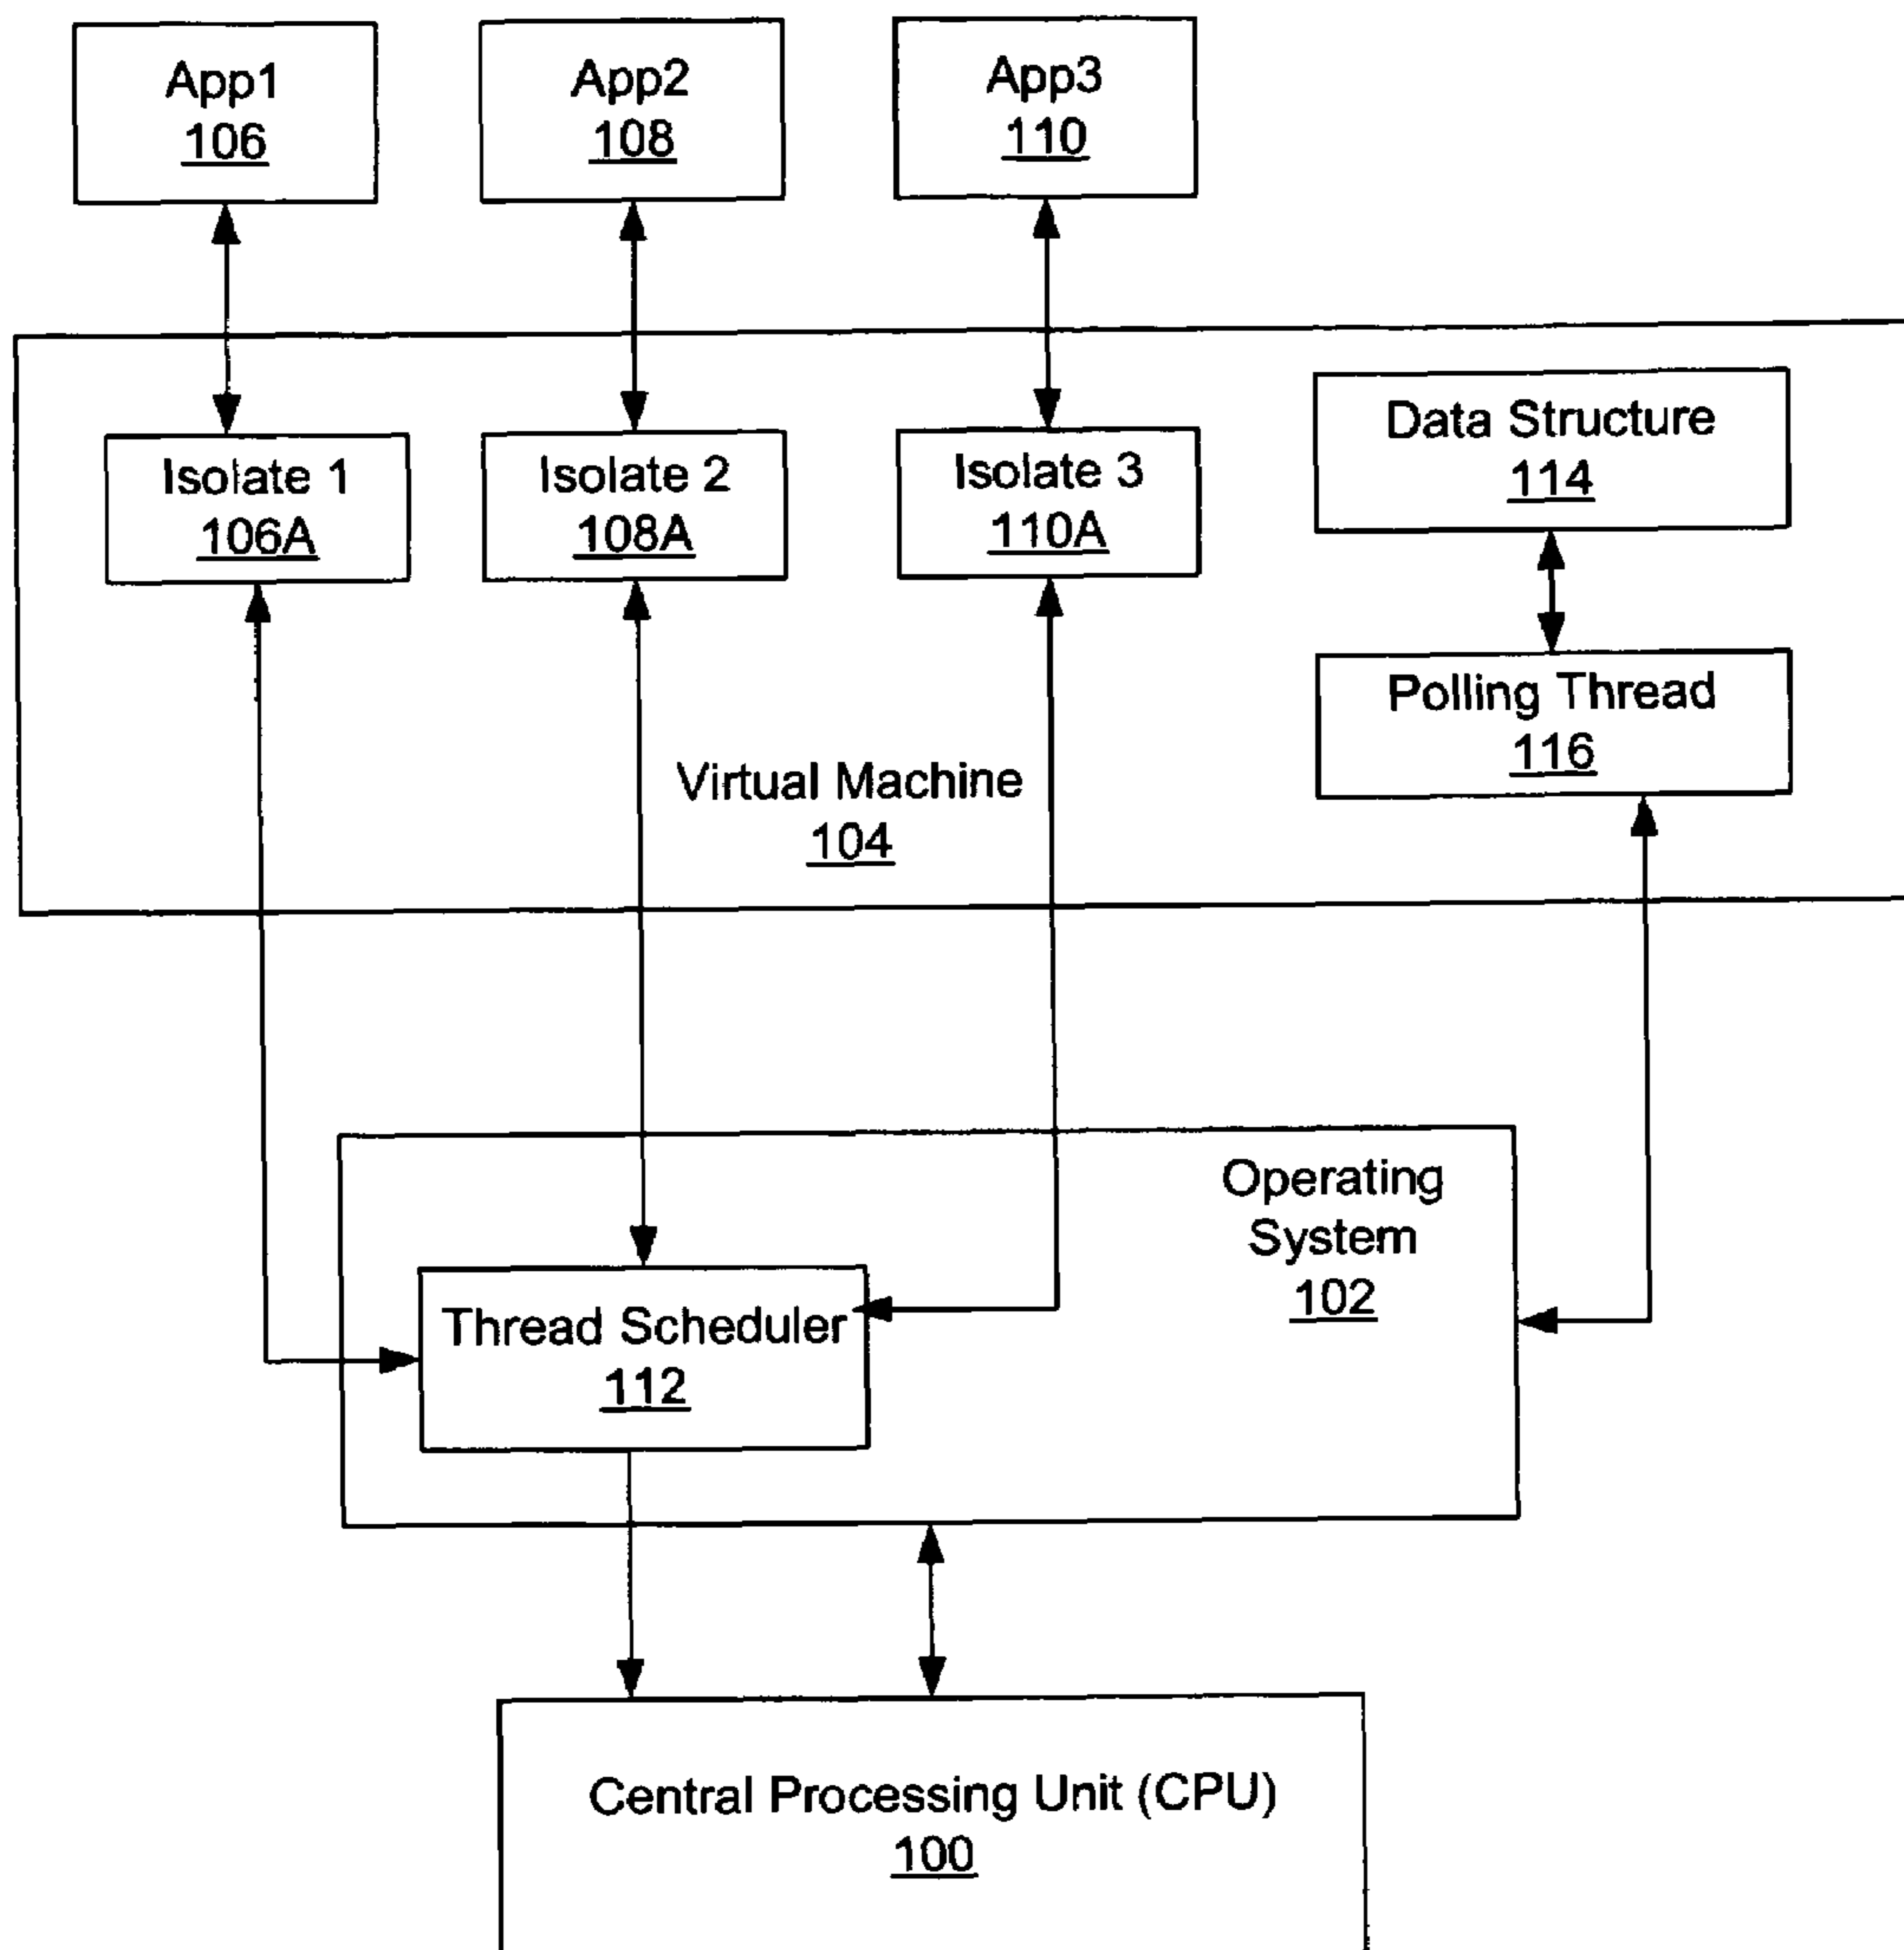 App1
106
App2
108
App3
110
Isolate 1
106A
Isolate 2
108A
Isolate 3
110A
Data Structure
114
Polling Thread
116
Virtual Machine
104
Operating
System
102
Thread Scheduler
112
Central Processing Unit (CPU)
100